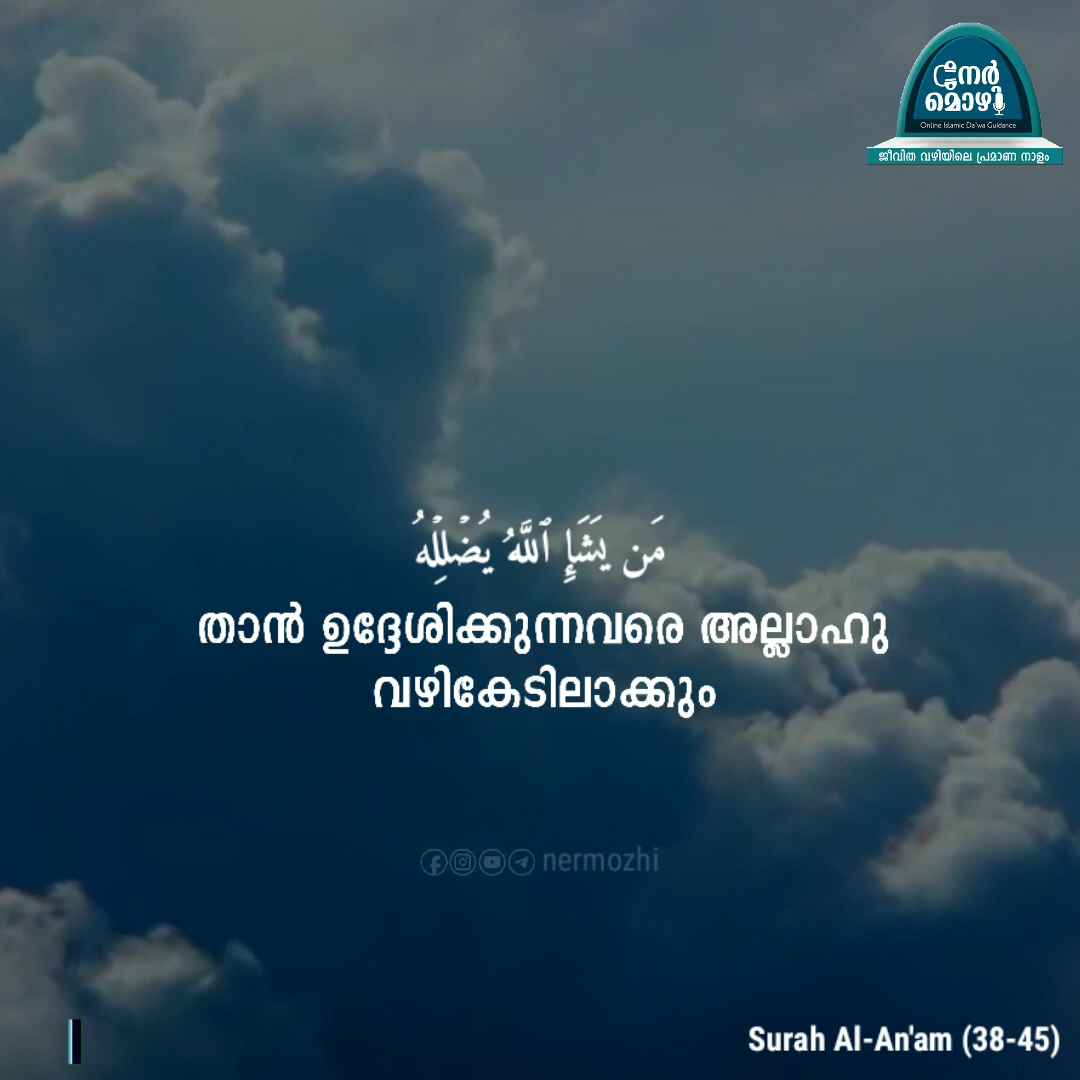 നേർ
മൊഴി
Online Islamic Da'wa Guidance
ജീവിത വഴിയിലെ പ്രമാണ നാളം
مَن يَشَإِ ٱللَّهُ يُضْلِلْهُ
താൻ ഉദ്ദേശിക്കുന്നവരെ അല്ലാഹു
വഴികേടിലാക്കും
nermozhi
Surah Al-An'am (38-45)